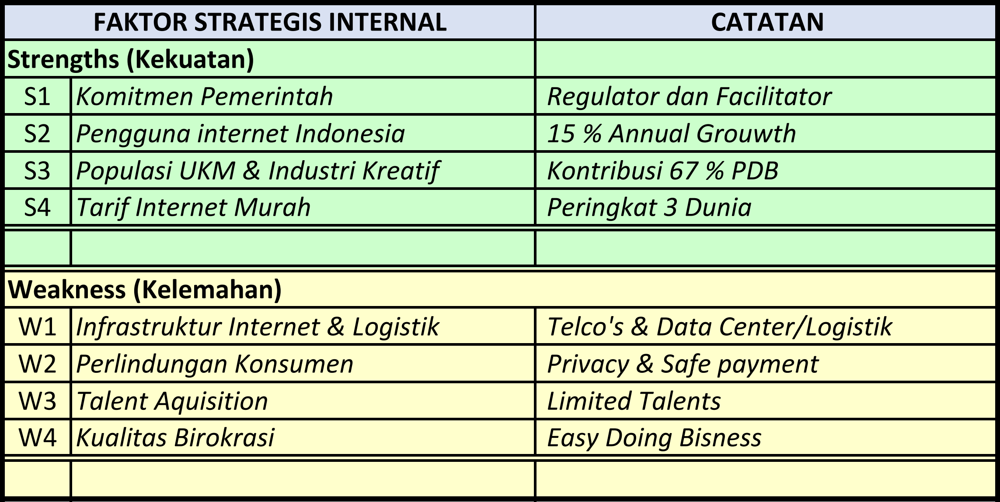 FAKTOR STRATEGIS INTERNAL CATATAN
Strengths (Kekuatan)
S1 Komitmen Pemerintah Regulator dan Facilitator
S2 Pengguna internet Indonesia 15 % Annual Grouwth
S3 Populasi UKM & Industri Kreatif Kontribusi 67 % PDB
S4 Tarif Internet Murah Peringkat 3 Dunia
Weakness (Kelemahan)
W1 Infrastruktur Internet & Logistik Telco's & Data Center/Logistik
W2 Perlindungan Konsumen Privacy & Safe payment
W3 Talent Aquisition Limited Talents
W4 Kualitas Birokrasi Easy Doing Bisness